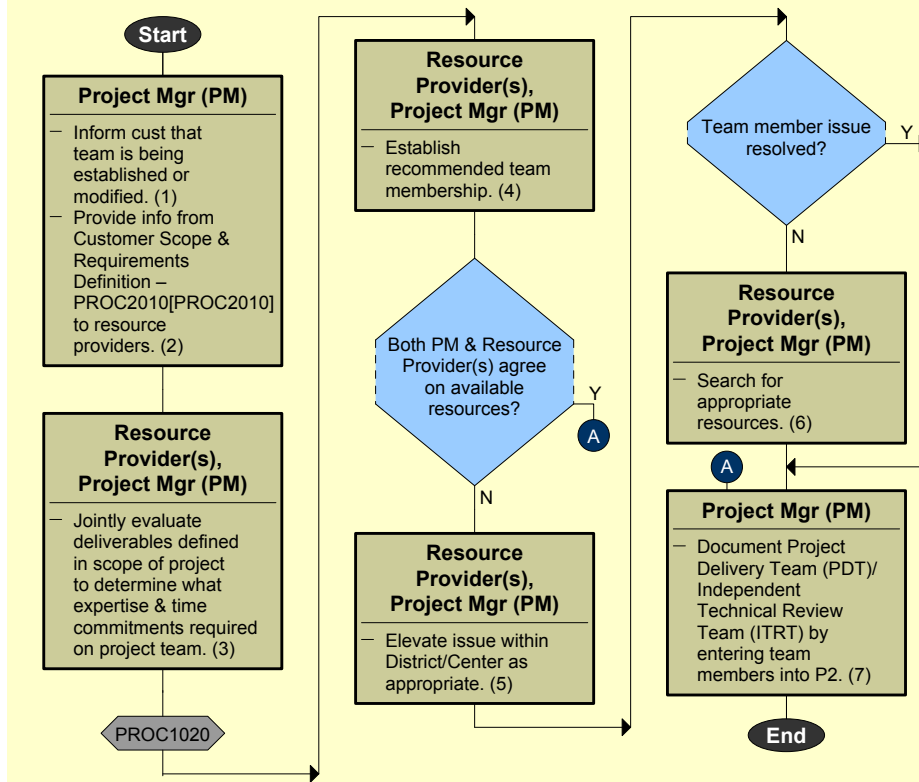 Start
Project Mgr (PM)
— Inform cust that
team is being
established or
modified. (1)
— Provide info from
Customer Scope &
Requirements
Definition –
PROC2010[PROC2010]
to resource
providers. (2)
Resource
Provider(s),
Project Mgr (PM)
— Jointly evaluate
deliverables defined
in scope of project
to determine what
expertise & time
commitments required
on project team. (3)
PROC1020
Resource
Provider(s),
Project Mgr (PM)
— Establish
recommended team
membership. (4)
Both PM & Resource
Provider(s) agree
on available
resources?
Y
A
N
Resource
Provider(s),
Project Mgr (PM)
— Elevate issue within
District/Center as
appropriate. (5)
Team member issue
resolved?
Y
N
Resource
Provider(s),
Project Mgr (PM)
— Search for
appropriate
resources. (6)
A
Project Mgr (PM)
— Document Project
Delivery Team (PDT)/
Independent
Technical Review
Team (ITRT) by
entering team
members into P2. (7)
End